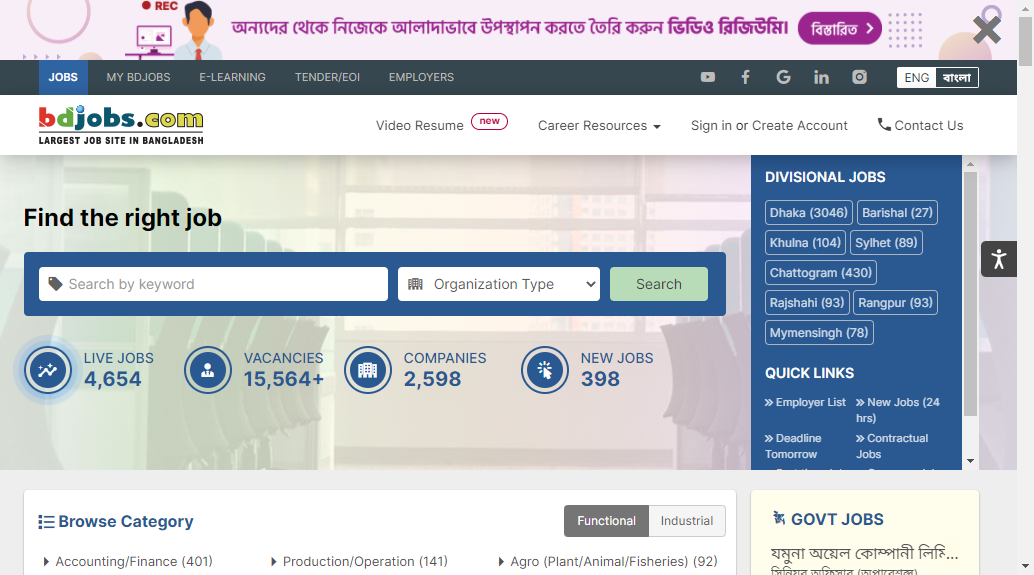 REC
অন্যদের থেকে নিজেকে আলাদাভাবে উপস্থাপন করতে তৈরি করুন ভিডিও রিজিউমি। বিস্তারিত
JOBS MY BDJOBS E-LEARNING TENDER/EOI EMPLOYERS ENG বাংলা
bdjobs.com
LARGEST JOB SITE IN BANGLADESH
Video Resume new Career Resources Sign in or Create Account Contact Us
Find the right job
Search by keyword Organization Type Search
LIVE JOBS
4,654
VACANCIES
15,564+
COMPANIES
2,598
NEW JOBS
398
DIVISIONAL JOBS
Dhaka (3046) Barishal (27)
Khulna (104) Sylhet (89)
Chattogram (430)
Rajshahi (93) Rangpur (93)
Mymensingh (78)
QUICK LINKS
Employer List
New Jobs (24
hrs)
Deadline
Tomorrow
Contractual
Jobs
Browse Category Functional Industrial
Accounting/Finance (401) Production/Operation (141) Agro (Plant/Animal/Fisheries) (92)
GOVT JOBS
যমুনা অয়েল কোম্পানী লিমি...
সিনিয়র অফিসার (অপারেশন্স)